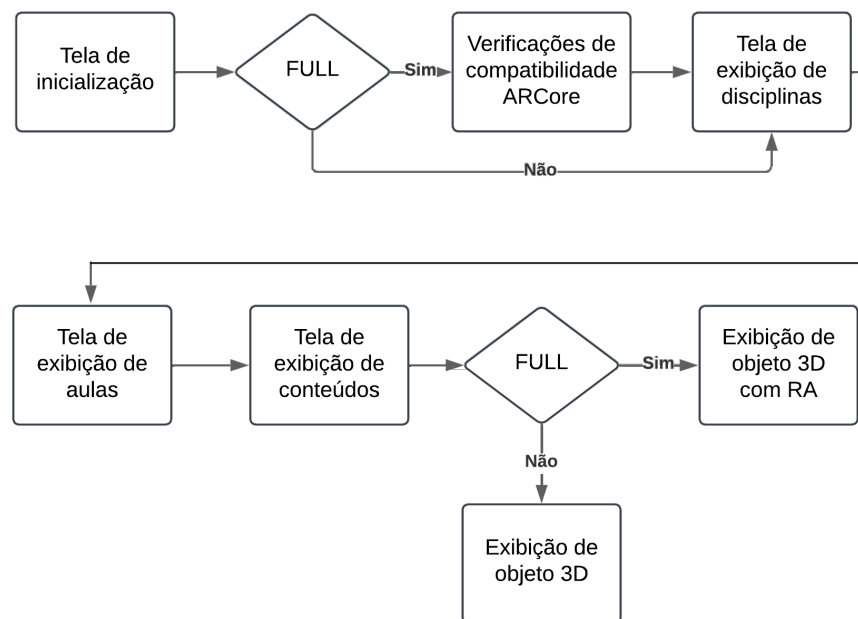 Tela de
inicialização
FULL
Sim
Verificações de
compatibilidade
ARCore
Tela de
exibição de
disciplinas
Não
Tela de
exibição de
aulas
Tela de
exibição de
conteúdos
FULL
Sim
Exibição de
objeto 3D
com RA
Não
Exibição de
objeto 3D